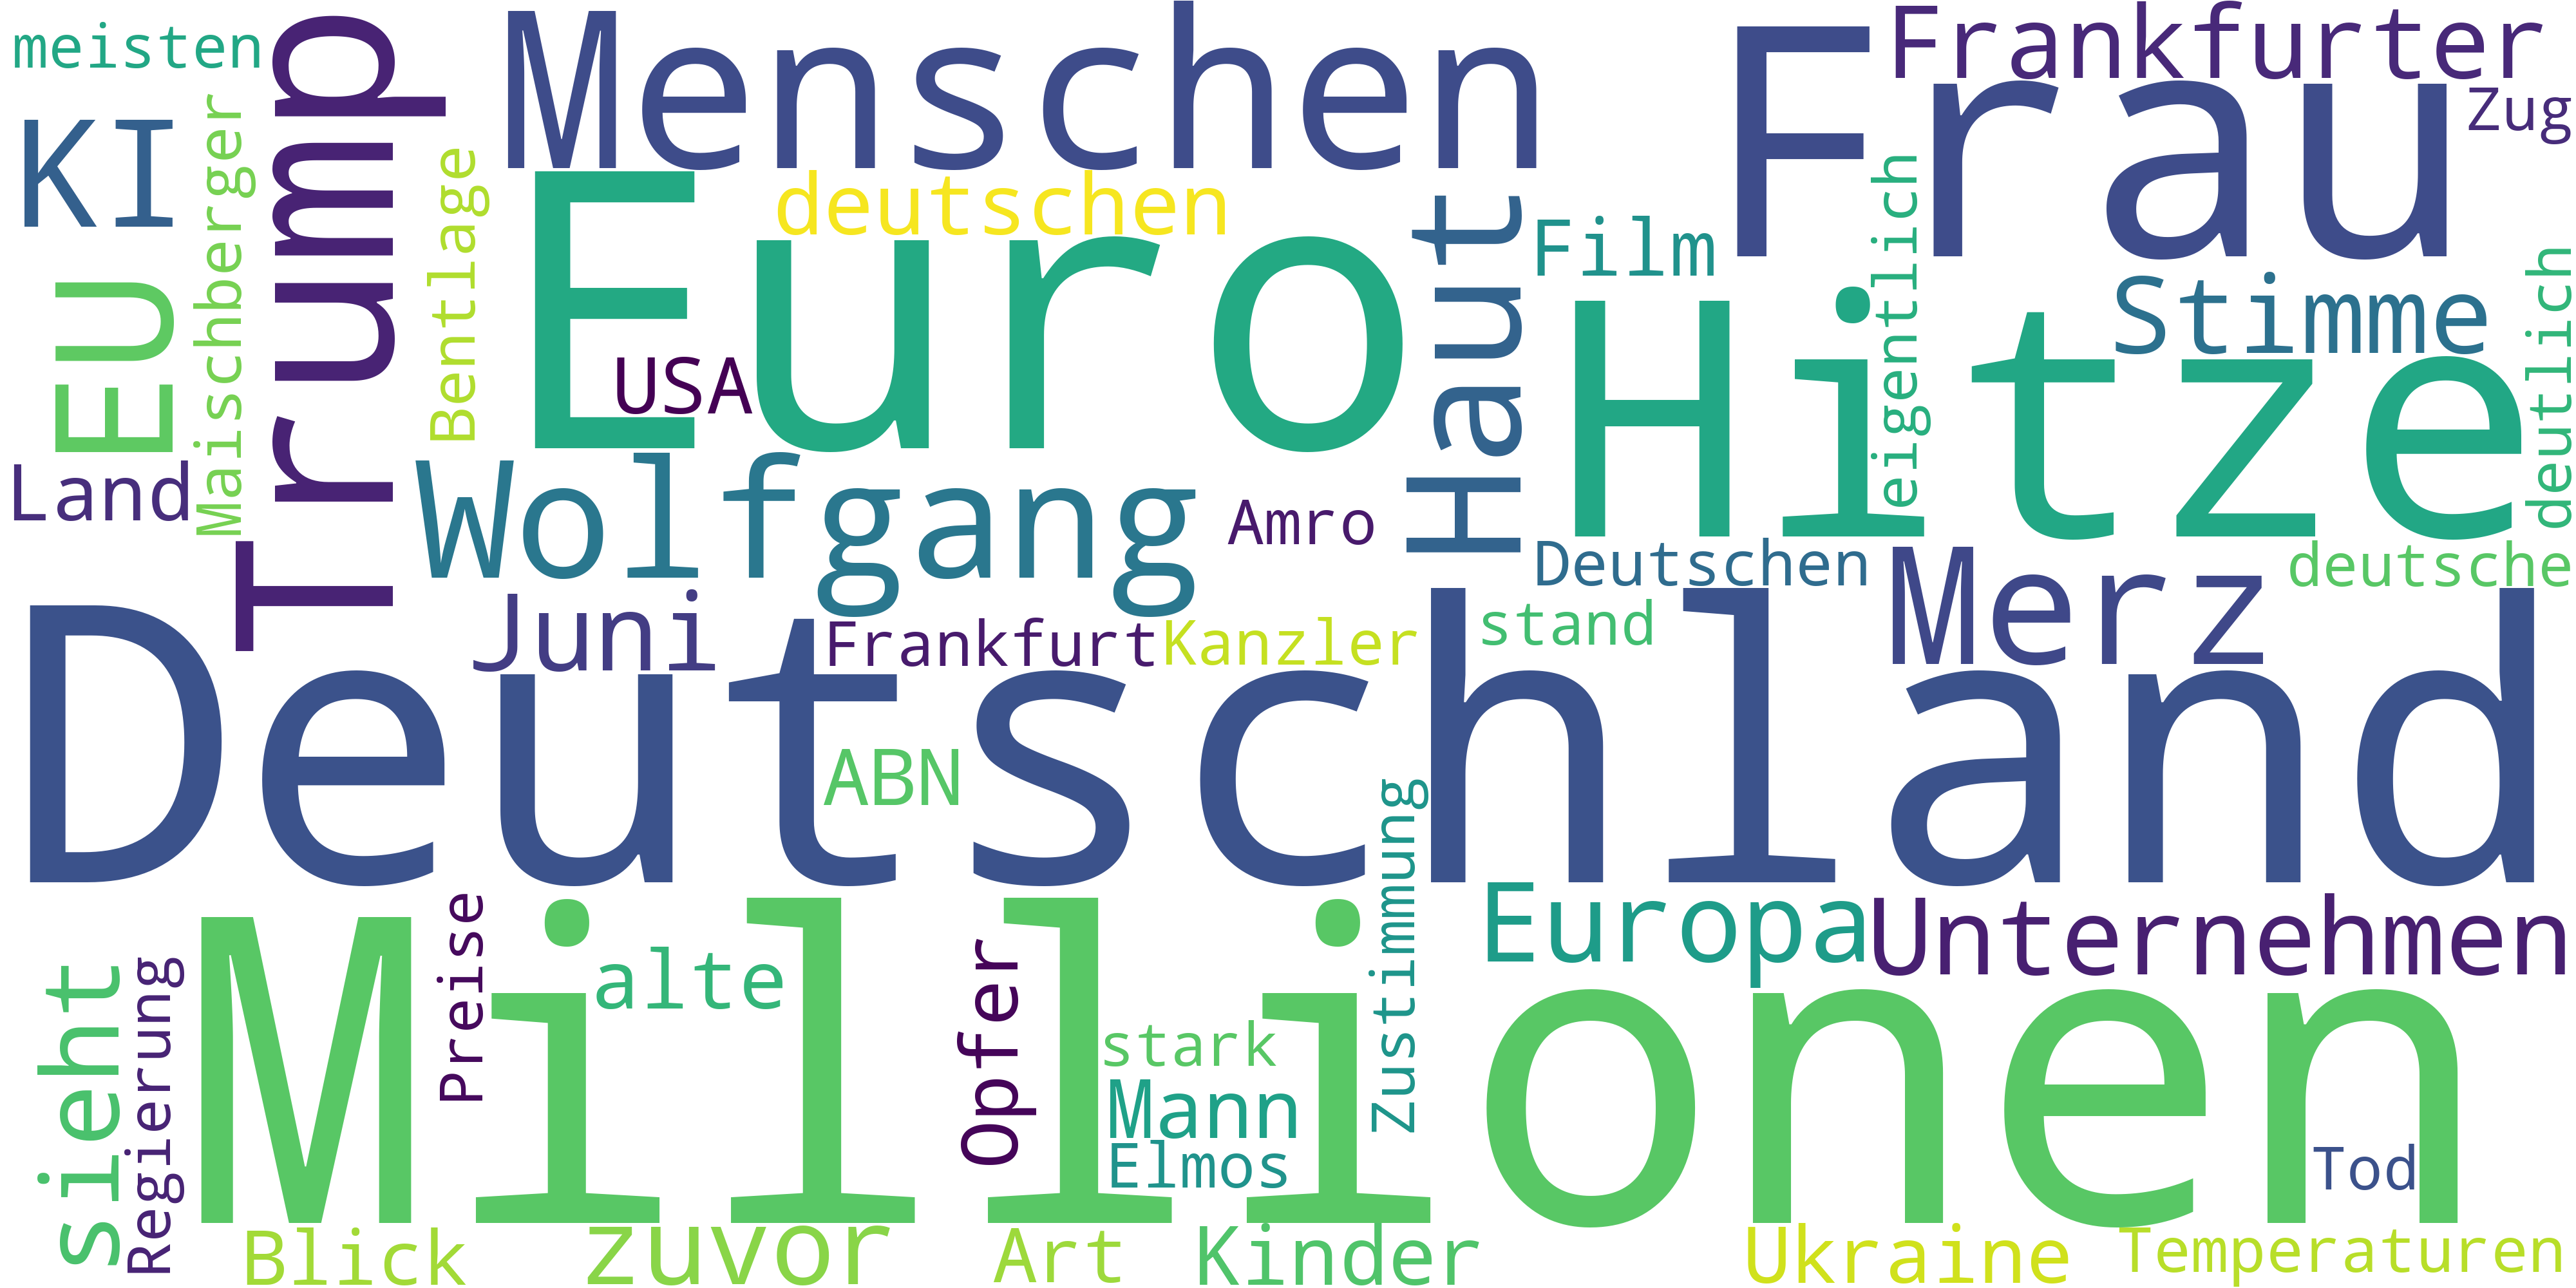 meisten
KI
EU
Land
Maischberger
Trump
Bentlage
Menschen
deutschen
Euro
USA
Wolfgang
Amro
Haut
Film
Frankfurter
Frau
Zug
eigentlich
Stimme
Hitze
deutlich
Deutschen
deutsche
Juni
Frankfurt
Kanzler
stand
Merz
Deutschland
ABN
Zustimmung
Europa
Unternehmen
sieht
Regierung
Preise
Millionen
alte
Opfer
stark
Mann
Elmos
Tod
Blick
zuvor
Art
Kinder
Ukraine
Temperaturen